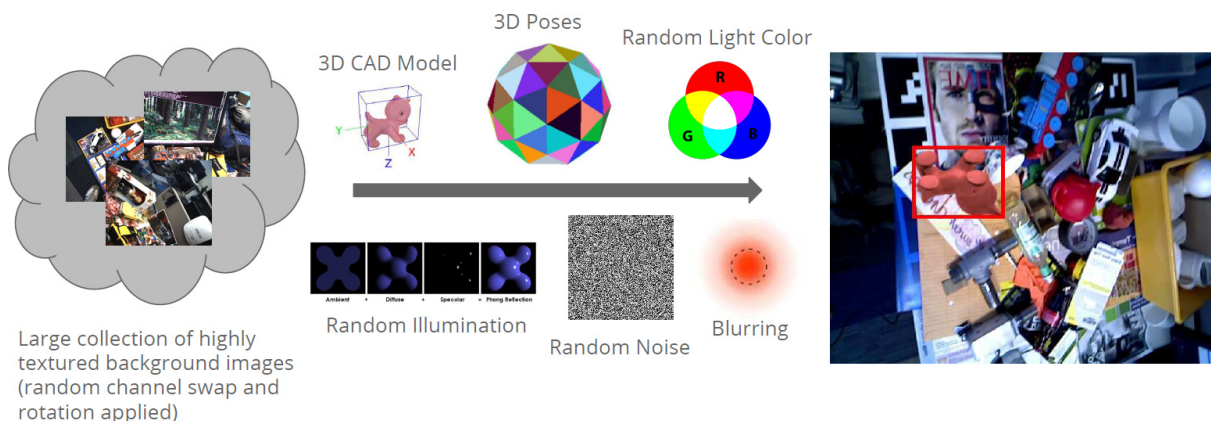 3D Poses
Random Light Color
3D CAD Model
R
G
B
Y
X
Z
Ambient + Diffuse + Specular = Phong Reflection
Random Illumination
Random Noise
Blurring
Large collection of highly
textured background images
(random channel swap and
rotation applied)